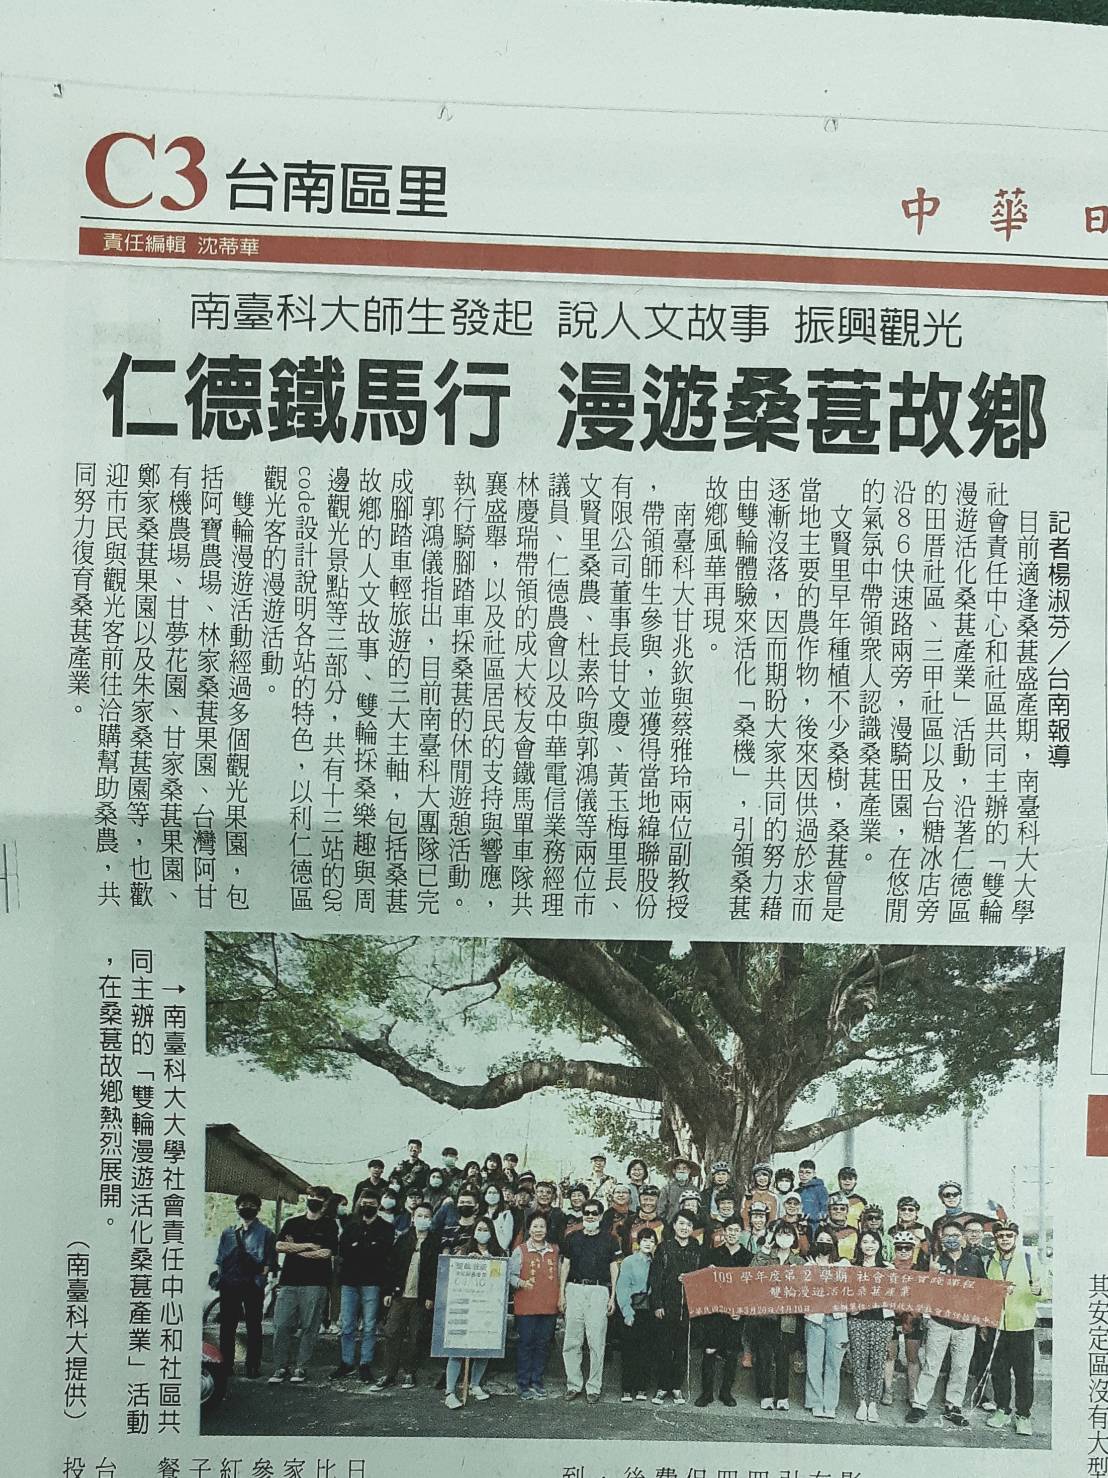 C3 台南區里
中華日
責任編輯 沈蒂華
南臺科大師生發起 說人文故事 振興觀光
仁德鐵馬行 漫遊桑葚故鄉
記者楊淑芬／台南報導
目前適逢桑葚盛產期，南臺科大大學
社會責任中心和社區共同主辦的「雙輪
漫遊活化桑葚產業」活動，沿著仁德區
的田厝社區、三甲社區以及台糖冰店旁
沿８６快速路兩旁，漫騎田園，在悠閒
的氣氛中帶領衆人認識桑葚產業。
文賢里早年種植不少桑樹，桑葚曾是
當地主要的農作物，後來因供過於求而
逐漸沒落，因而期盼大家共同的努力藉
由雙輪體驗來活化「桑機」，引領桑葚
故鄉風華再現。
南臺科大甘兆欽與蔡雅玲兩位副教授
，帶領師生參與，並獲得當地緯聯股份
有限公司董事長甘文慶、黃玉梅里長、
文賢里桑農、杜素吟與郭鴻儀等兩位市
議員、仁德農會以及中華電信業務經理
林慶瑞帶領的成大校友會鐵馬單車隊共
襄盛舉，以及社區居民的支持與響應，
執行騎腳踏車採桑葚的休閒遊憩活動。
郭鴻儀指出，目前南臺科大團隊已完
成腳踏車輕旅遊的三大主軸，包括桑葚
故鄉的人文故事、雙輪採桑樂趣與周
邊觀光景點等三部分，共有十三站的QR
code設計說明各站的特色，以利仁德區
觀光客的漫遊活動。
雙輪漫遊活動經過多個觀光果園，包
括阿寶農場、林家桑葚果園、台灣阿甘
有機農場、甘夢花園、甘家桑葚果園、
鄭家桑葚果園以及朱家桑葚園等，也歡
迎市民與觀光客前往洽購幫助桑農，共
同努力復育桑葚產業。
→南臺科大大學社會責任中心和社區共
同主辦的「雙輪漫遊活化桑葚產業」活動
，在桑葚故鄉熱烈展開。
（南臺科大提供）
109 學年度第 2 學期 社會責任實踐課程
雙輪漫遊活化桑葚產業
其安定區沒有大型